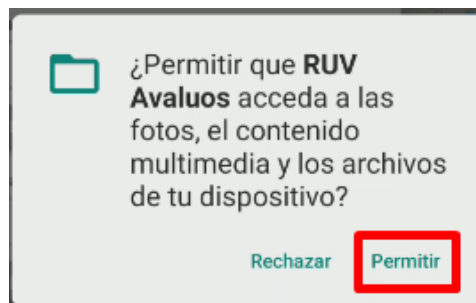 ¿Permitir que RUV
Avaluos acceda a las
fotos, el contenido
multimedia y los archivos
de tu dispositivo?
Rechazar Permitir